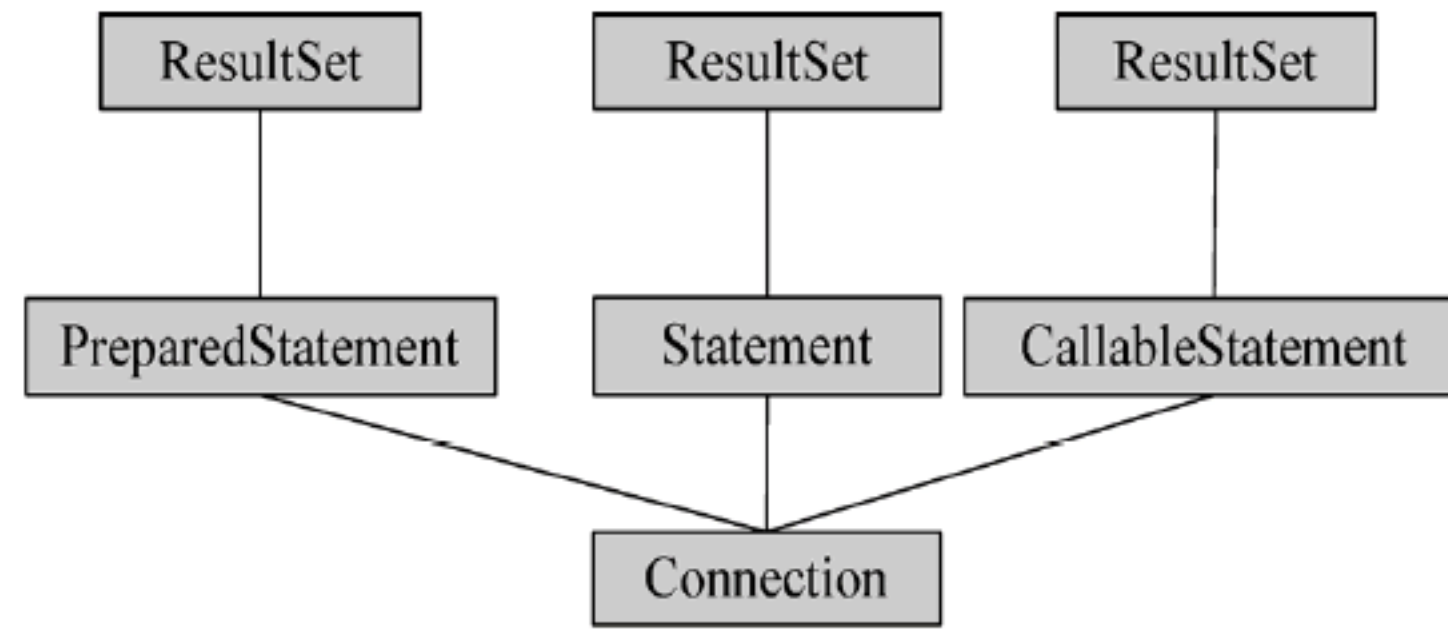 ResultSet
ResultSet
ResultSet
PreparedStatement
Statement
CallableStatement
Connection